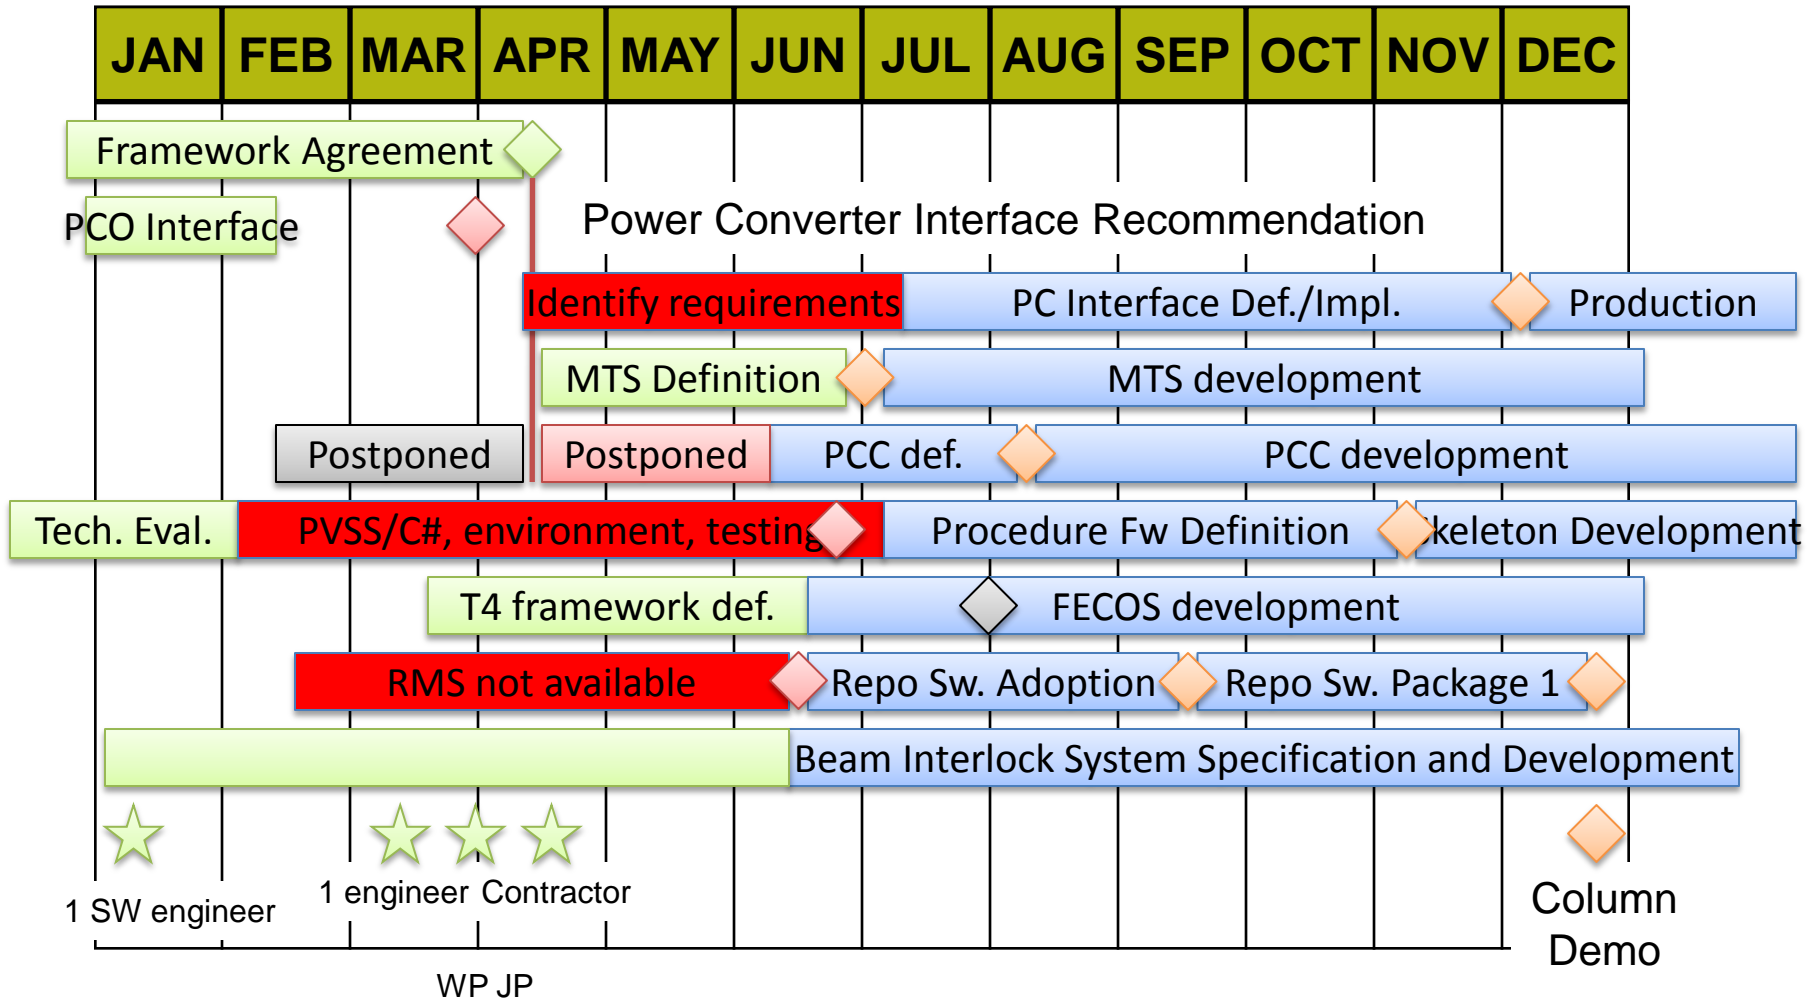 JAN FEB MAR APR MAY JUN JUL AUG SEP OCT NOV DEC
Framework Agreement
PCO Interface
Power Converter Interface Recommendation
Identify requirements PC Interface Def./Impl. Production
MTS Definition MTS development
Postponed Postponed PCC def. PCC development
Tech. Eval. PVSS/C#, environment, testing Procedure Fw Definition Skeleton Development
T4 framework def. FECOS development
RMS not available Repo Sw. Adoption Repo Sw. Package 1
Beam Interlock System Specification and Development
1 SW engineer
1 engineer Contractor
Column
Demo
WP JP